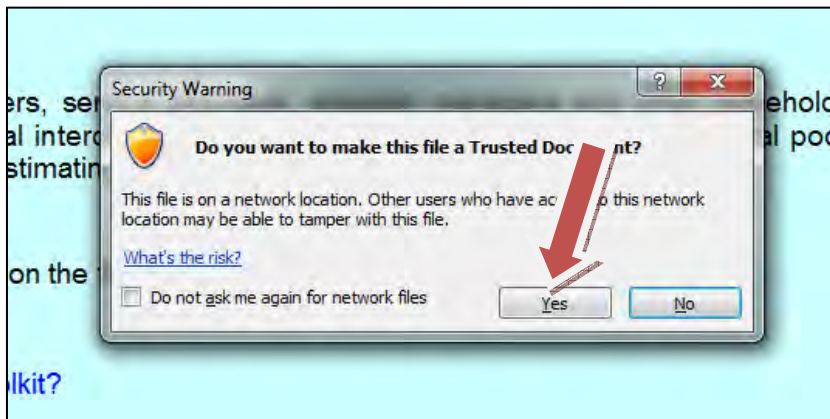 Security Warning
ers, ser
ehold
al interc
al poo
Do you want to make this file a Trusted Doc nt?
stimatin
This file is on a network location. Other users who have ac o this network
location may be able to tamper with this file.
What's the risk?
on the
Do not ask me again for network files
Yes
No
lkit?